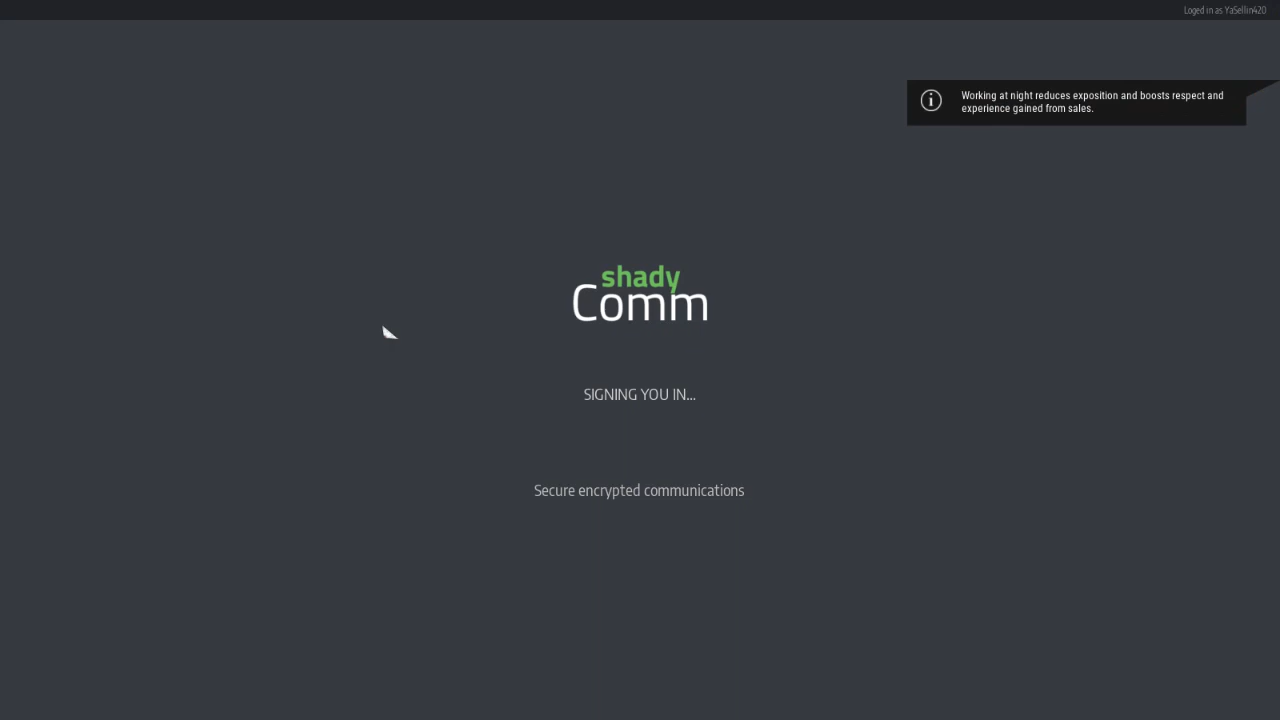 Loged in as YaSellin420
Working at night reduces exposition and boosts respect and
experience gained from sales.
shady
Comm
SIGNING YOU IN...
Secure encrypted communications